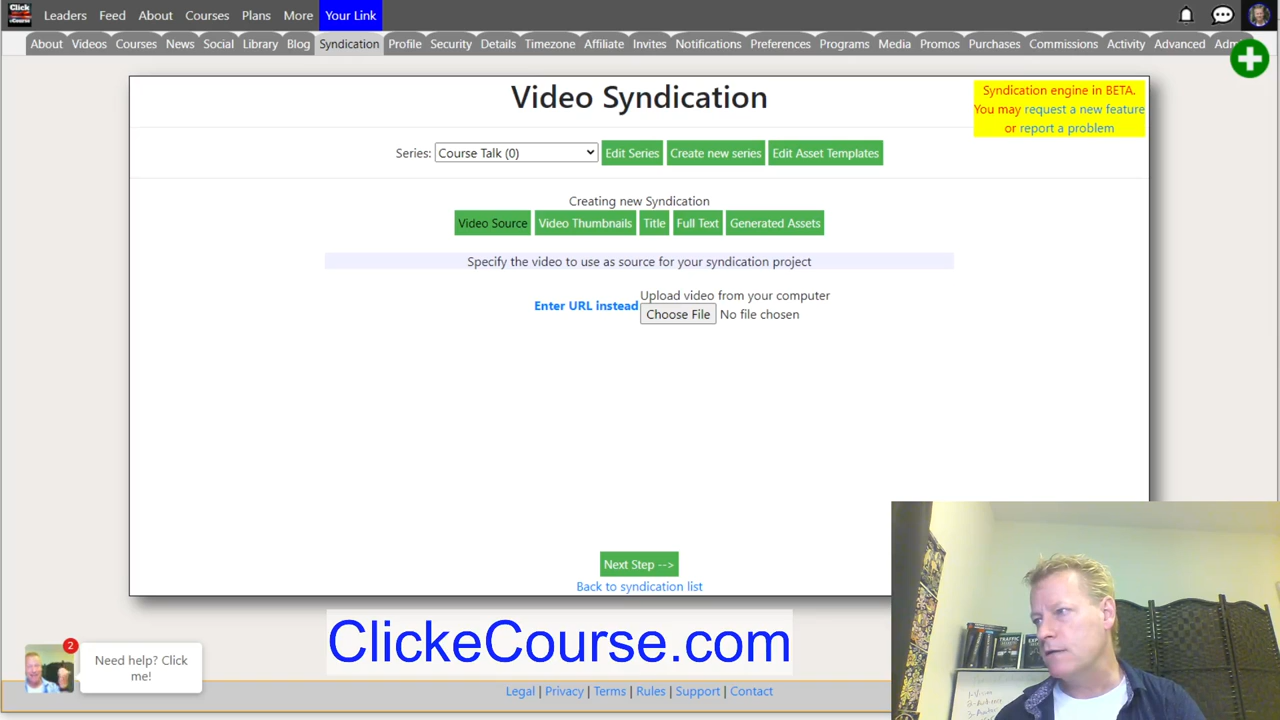 Click
eCourse
Leaders Feed About Courses Plans More Your Link
About Videos Courses News Social Library Blog Syndication Profile Security Details Timezone Affiliate Invites Notifications Preferences Programs Media Promos Purchases Commissions Activity Advanced
Video Syndication
Syndication engine in BETA.
You may request a new feature
or report a problem
Series: Course Talk (0) Edit Series Create new series Edit Asset Templates
Creating new Syndication
Video Source Video Thumbnails Title Full Text Generated Assets
Specify the video to use as source for your syndication project
Upload video from your computer
Enter URL instead
Choose File No file chosen
Next Step -->
Back to syndication list
ClickeCourse.com
2
Need help? Click
me!
TRAFFIC
Legal | Privacy | Terms | Rules | Support | Contact